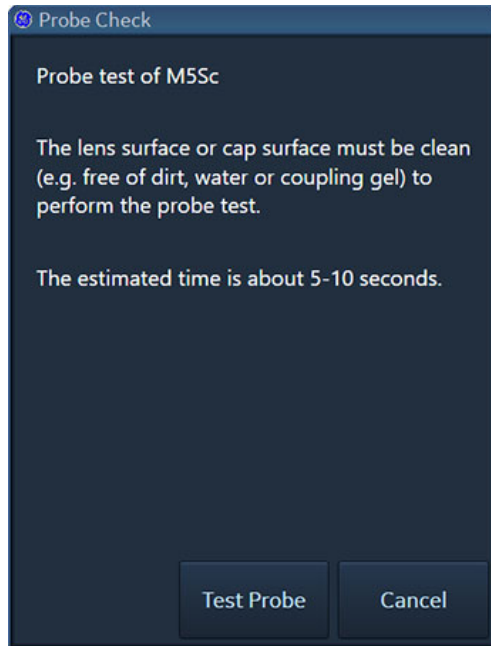 Probe Check
Probe test of M5Sc
The lens surface or cap surface must be clean
(e.g. free of dirt, water or coupling gel) to
perform the probe test.
The estimated time is about 5-10 seconds.
Test Probe
Cancel